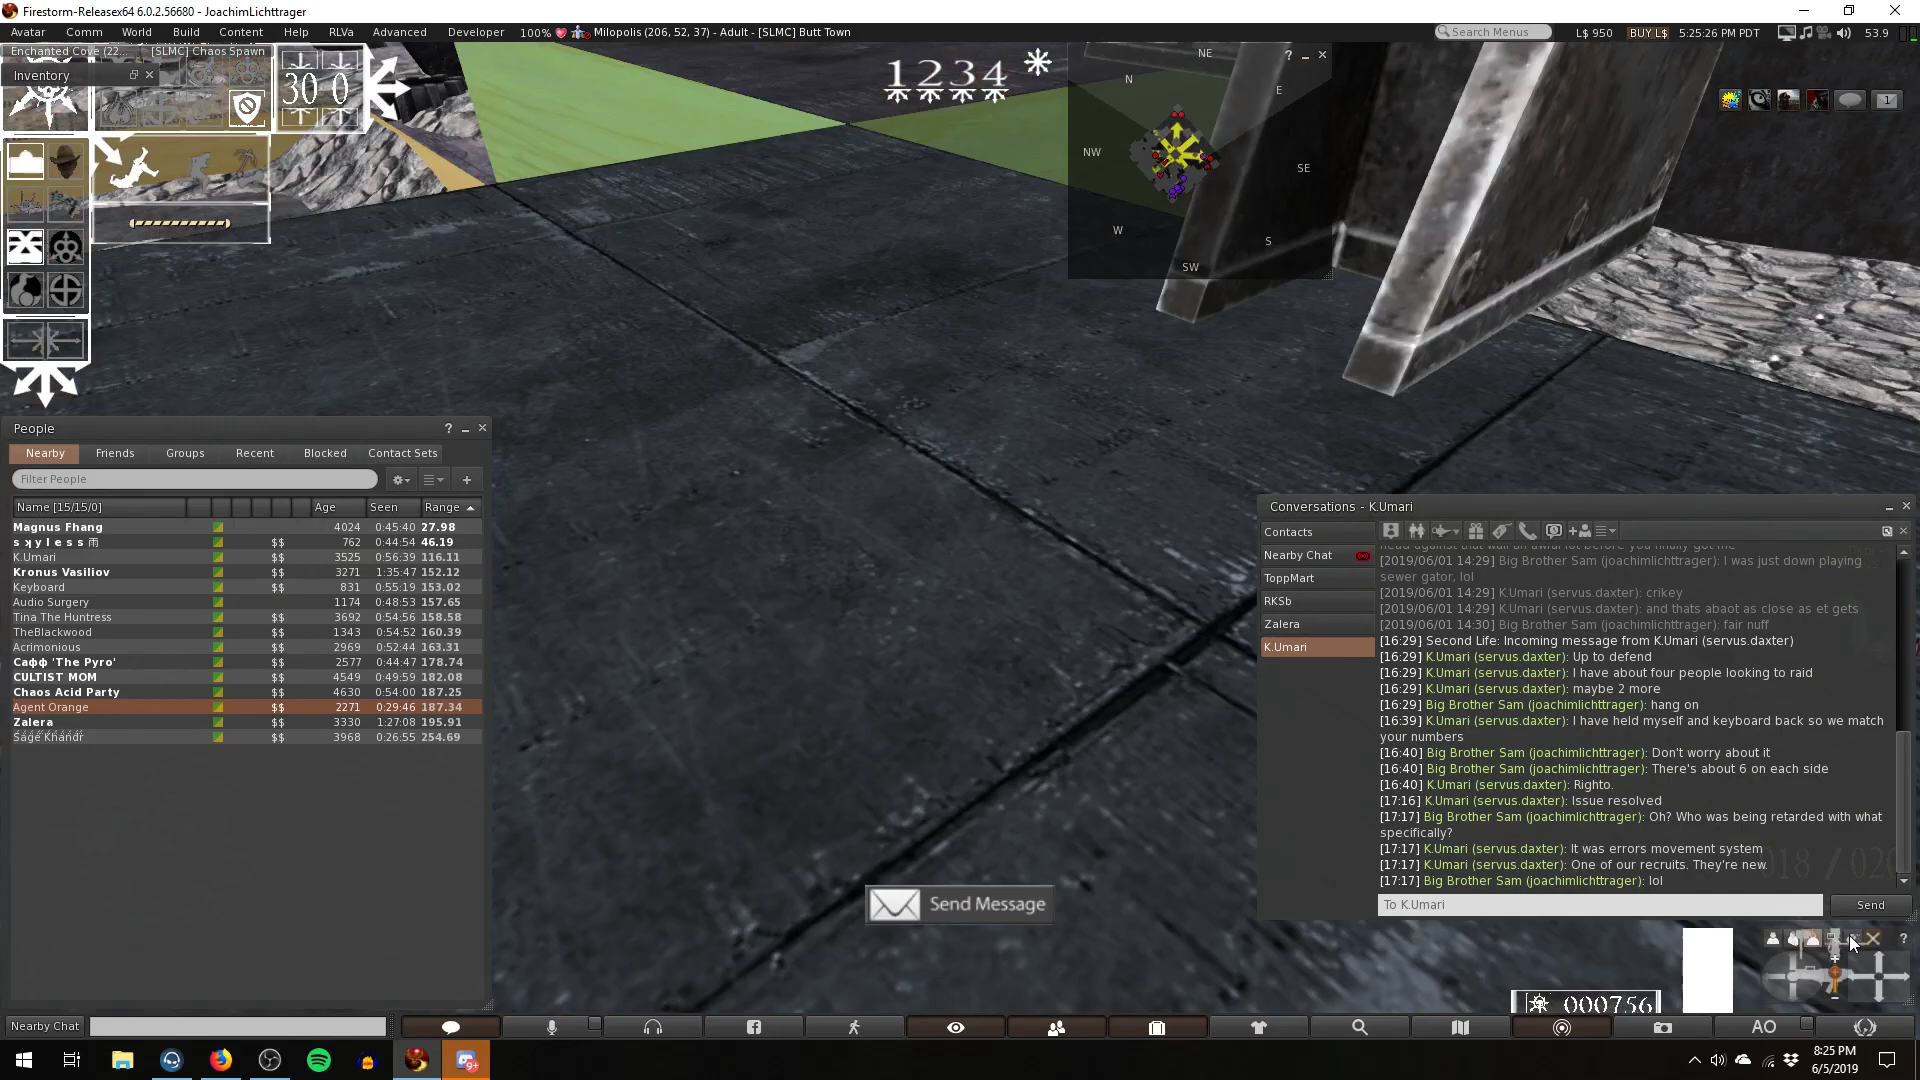 Firestorm-Releasex64 6.0.2.56680 - JoachimLichttrager
Avatar Comm World Build Content Help RLVa Advanced Developer 100% Milopolis (206, 52, 37) - Adult - [SLMC] Butt Town Search Menus L$ 950 BUY L$ 5:25:26 PM PDT 53.9
Enchanted Cove (22... [SLMC] Chaos Spawn
Inventory
30 0
1 2 3 4
NE
N
E
NW
SE
W
S
SW
1
People
Nearby Friends Groups Recent Blocked Contact Sets
Filter People
Name [15/15/0] Age Seen Range
Magnus Fhang 4024 0:45:40 27.98
s ʞ y l e s s 雨 $$ 762 0:44:54 46.19
K.Umari 3525 0:56:39 116.11
Kronus Vasiliov $$ 3271 1:35:47 152.12
Keyboard $$ 831 0:55:19 153.02
Audio Surgery 1174 0:48:53 157.65
Tina The Huntress $$ 3692 0:54:56 158.58
TheBlackwood $$ 1343 0:54:52 160.39
Acrimonious $$ 2969 0:52:44 163.31
Сафф 'The Pyro' $$ 2577 0:44:47 178.74
CULTIST MOM $$ 4549 0:49:59 182.08
Chaos Acid Party $$ 4630 0:54:00 187.25
Agent Orange $$ 2271 0:29:46 187.34
Zalera $$ 3330 1:27:08 195.91
$$ 3968 0:26:55 254.69
Conversations - K.Umari
Contacts
Nearby Chat
ToppMart
RKSb
Zalera
K.Umari
head against that wall an awful lot before you finally got me
[2019/06/01 14:29] Big Brother Sam (joachimlichttrager): I was just down playing
sewer gator, lol
[2019/06/01 14:29] K.Umari (servus.daxter): crikey
[2019/06/01 14:29] K.Umari (servus.daxter): and thats abaot as close as et gets
[2019/06/01 14:30] Big Brother Sam (joachimlichttrager): fair nuff
[16:29] Second Life: Incoming message from K.Umari (servus.daxter)
[16:29] K.Umari (servus.daxter): Up to defend
[16:29] K.Umari (servus.daxter): I have about four people looking to raid
[16:29] K.Umari (servus.daxter): maybe 2 more
[16:29] Big Brother Sam (joachimlichttrager): hang on
[16:39] K.Umari (servus.daxter): I have held myself and keyboard back so we match
your numbers
[16:40] Big Brother Sam (joachimlichttrager): Don't worry about it
[16:40] Big Brother Sam (joachimlichttrager): There's about 6 on each side
[16:40] K.Umari (servus.daxter): Righto.
[17:16] K.Umari (servus.daxter): Issue resolved
[17:17] Big Brother Sam (joachimlichttrager): Oh? Who was being retarded with what
specifically?
[17:17] K.Umari (servus.daxter): It was errors movement system
[17:17] K.Umari (servus.daxter): One of our recruits. They're new.
[17:17] Big Brother Sam (joachimlichttrager): lol
To K.Umari Send
Send Message
000756
Nearby Chat
AO
9+
8:25 PM
6/5/2019